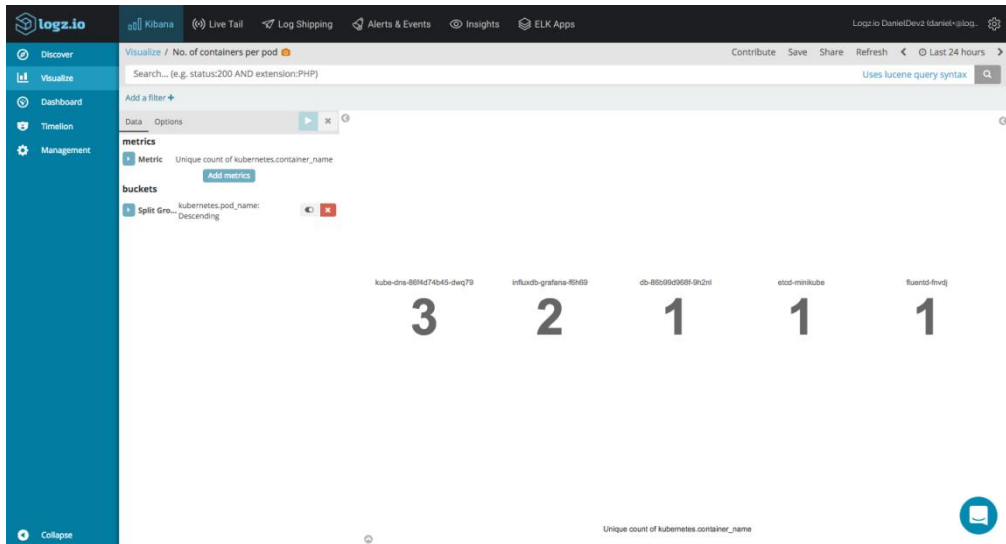 logz.io
Kibana
Live Tail
Log Shipping
Alerts & Events
Insights
ELK Apps
Logz.io DanielDev2 (daniel+@log...
Discover
Visualize
Dashboard
Timelion
Management
Collapse
Visualize / No. of containers per pod
Contribute Save Share Refresh Last 24 hours
Search... (e.g. status:200 AND extension:PHP)
Uses lucene query syntax
Add a filter +
Data Options
metrics
Metric Unique count of kubernetes.container_name
Add metrics
buckets
Split Gro... kubernetes.pod_name:
Descending
kube-dns-86f4d74b45-dwq79
3
influxdb-grafana-f6h69
2
db-86b99d968f-9h2nl
1
etcd-minikube
1
fluentd-fnvdj
1
Unique count of kubernetes.container_name